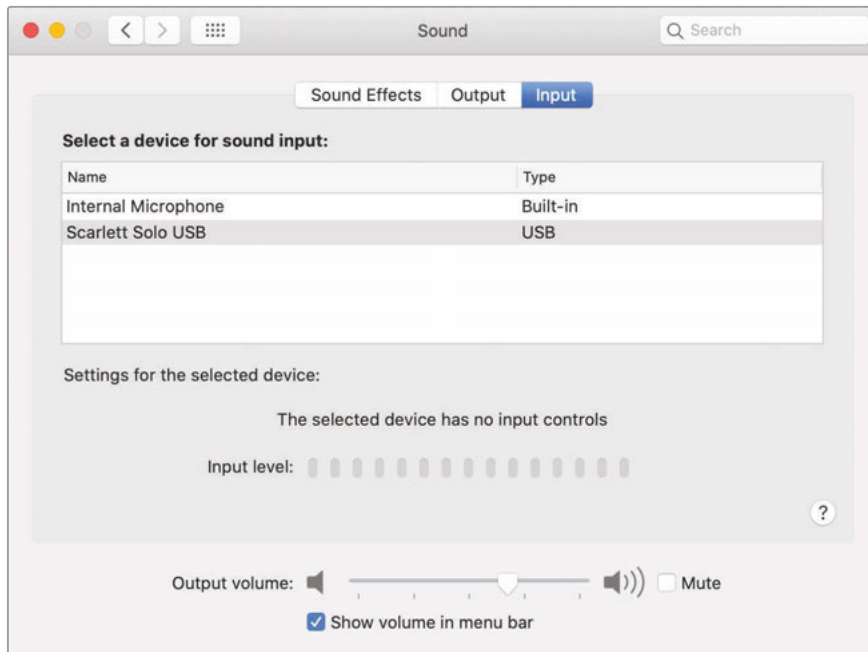 Sound
Search
Sound Effects Output Input
Select a device for sound input:
Name Type
Internal Microphone Built-in
Scarlett Solo USB USB
Settings for the selected device:
The selected device has no input controls
Input level:
?
Output volume: Mute
Show volume in menu bar